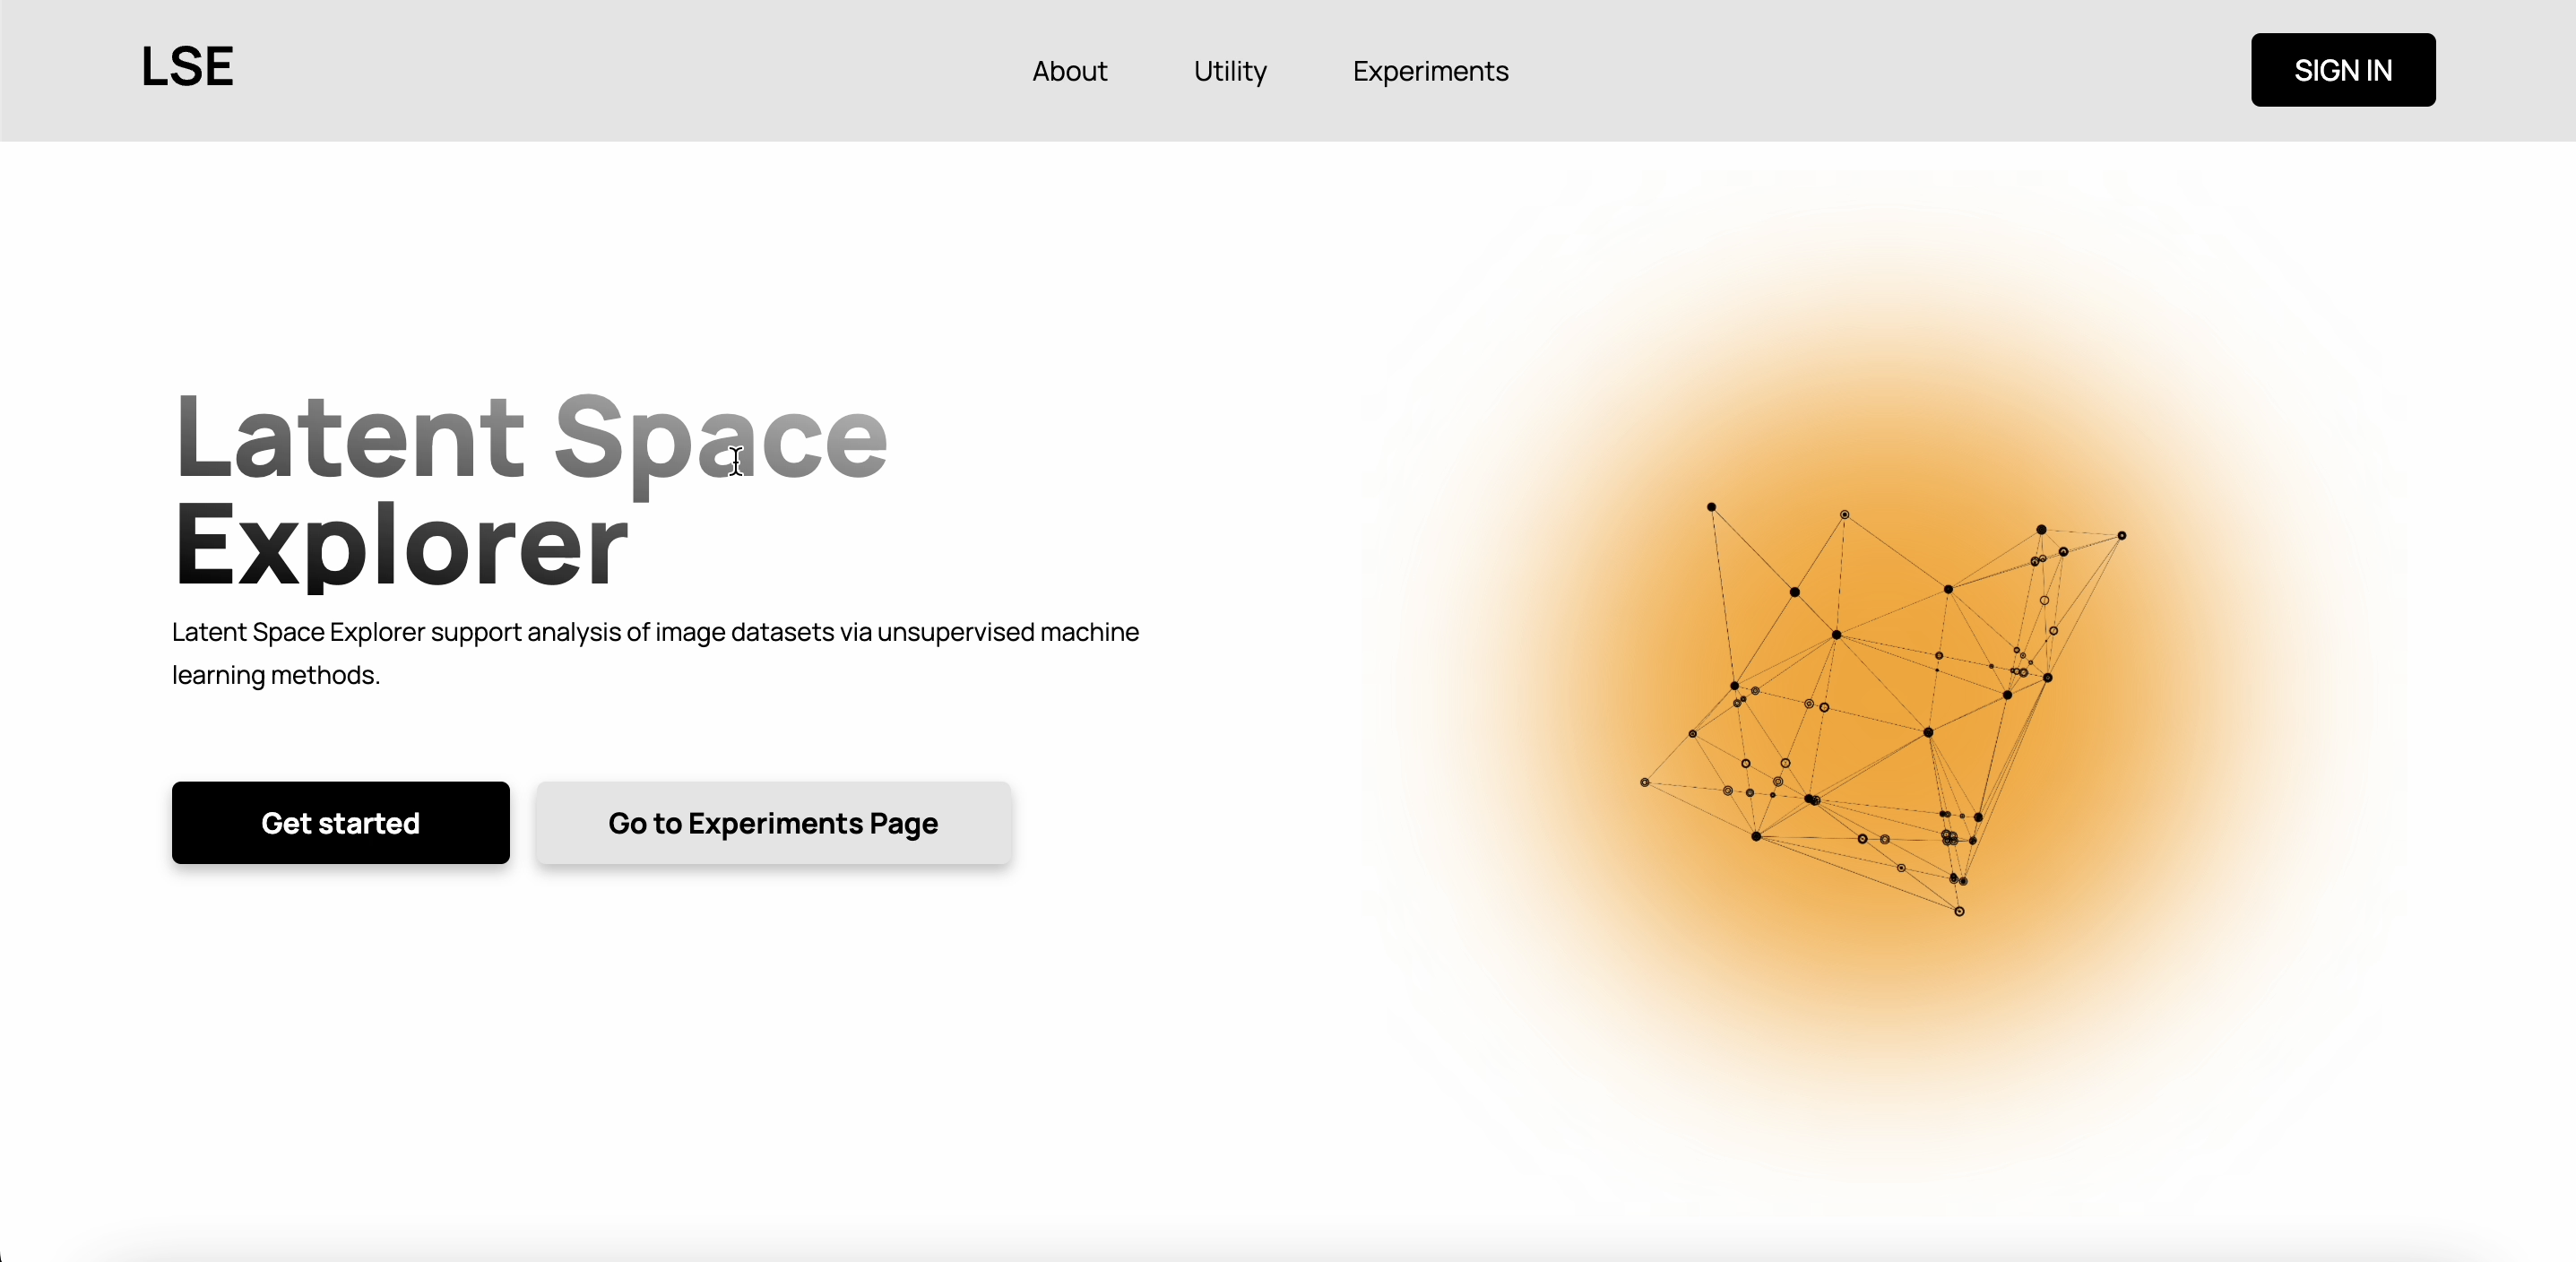 LSE
About
Utility
Experiments
SIGN IN
Latent Space
Explorer
Latent Space Explorer support analysis of image datasets via unsupervised machine
learning methods.
Get started
Go to Experiments Page